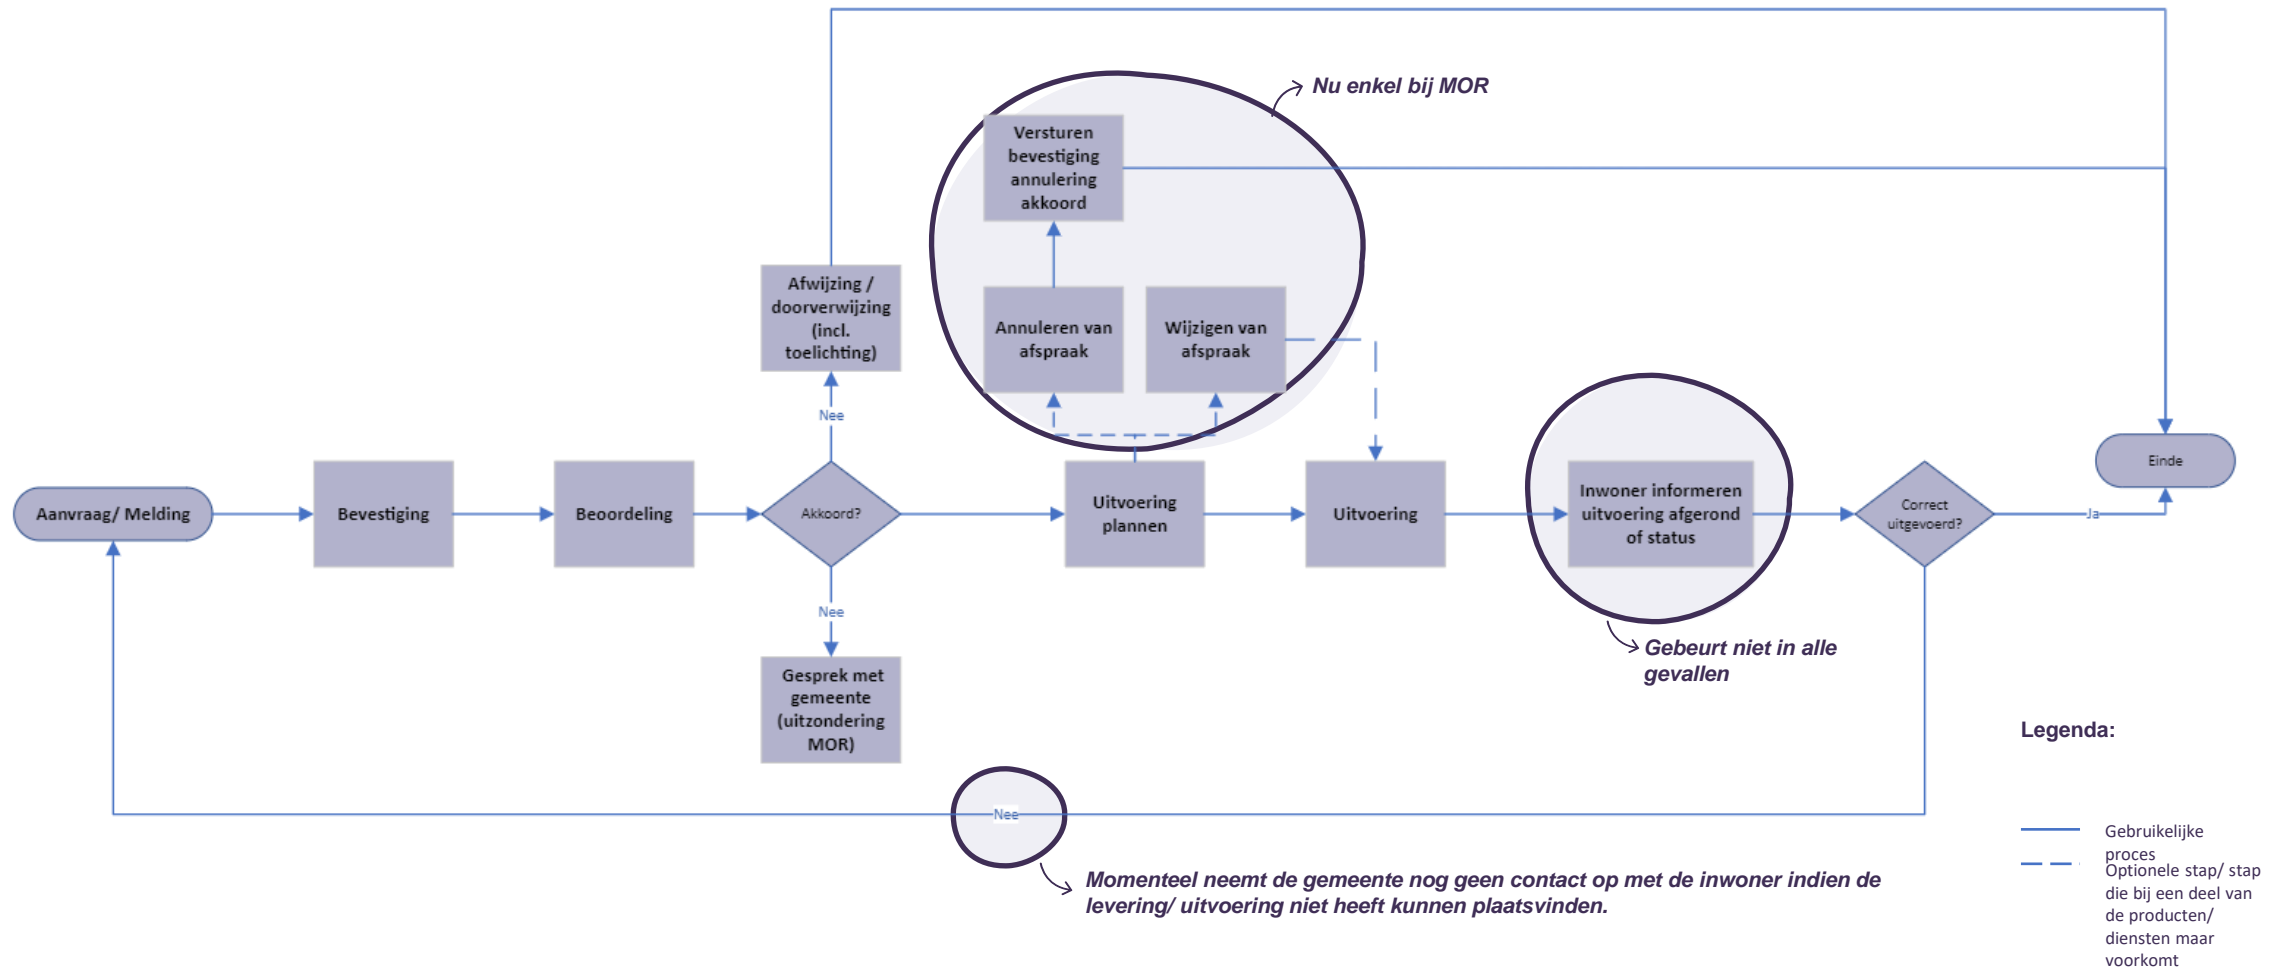 Nu enkel bij MOR
Versturen
bevestiging
annulering
akkoord
Afwijzing /
doorverwijzing
(incl.
toelichting)
Annuleren van
afspraak
Wijzigen van
afspraak
Nee
Aanvraag/ Melding
Bevestiging
Beoordeling
Akkoord?
Uitvoering
plannen
Uitvoering
Inwoner informeren
uitvoering afgerond
of status
Correct
uitgevoerd?
Ja
Einde
Nee
Gesprek met
gemeente
(uitzondering
MOR)
Gebeurt niet in alle
gevallen
Nee
Momenteel neemt de gemeente nog geen contact op met de inwoner indien de
levering/ uitvoering niet heeft kunnen plaatsvinden.
Legenda:
Gebruikelijke
proces
Optionele stap/ stap
die bij een deel van
de producten/
diensten maar
voorkomt